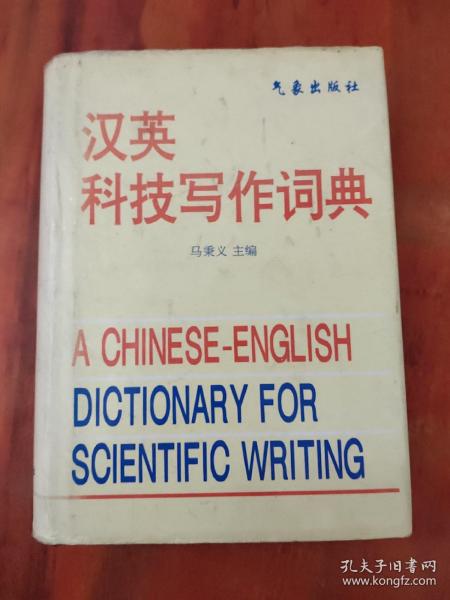 气象出版社
汉英
科技写作词典
马秉义 主编
A CHINESE-ENGLISH
DICTIONARY FOR
SCIENTIFIC WRITING
孔夫子旧书网
www.kongfz.com